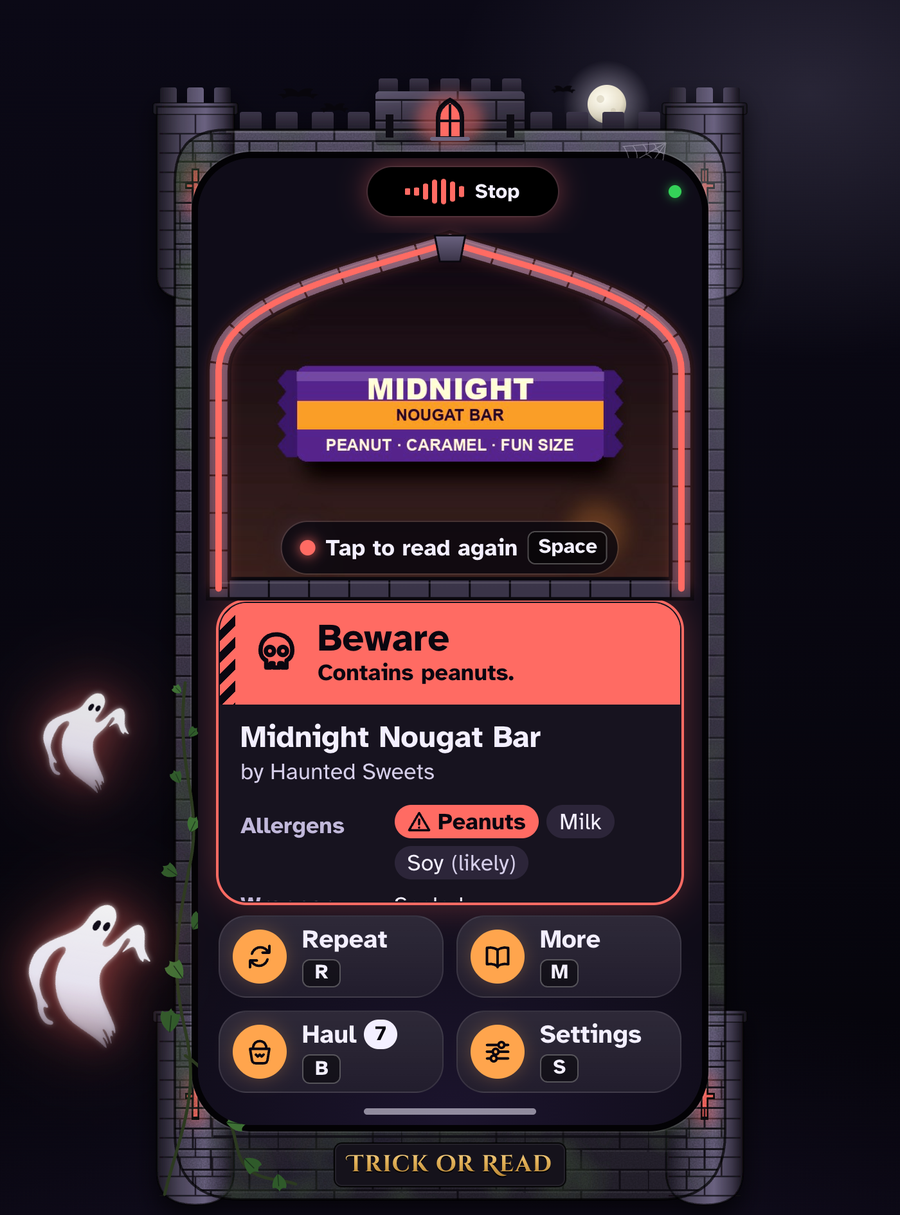 Stop
MIDNIGHT
NOUGAT BAR
PEANUT · CARAMEL · FUN SIZE
Tap to read again Space
Beware
Contains peanuts.
Midnight Nougat Bar
by Haunted Sweets
Allergens Peanuts Milk
Soy (likely)
Repeat
R
More
M
Haul 7
B
Settings
S
TRICK OR READ